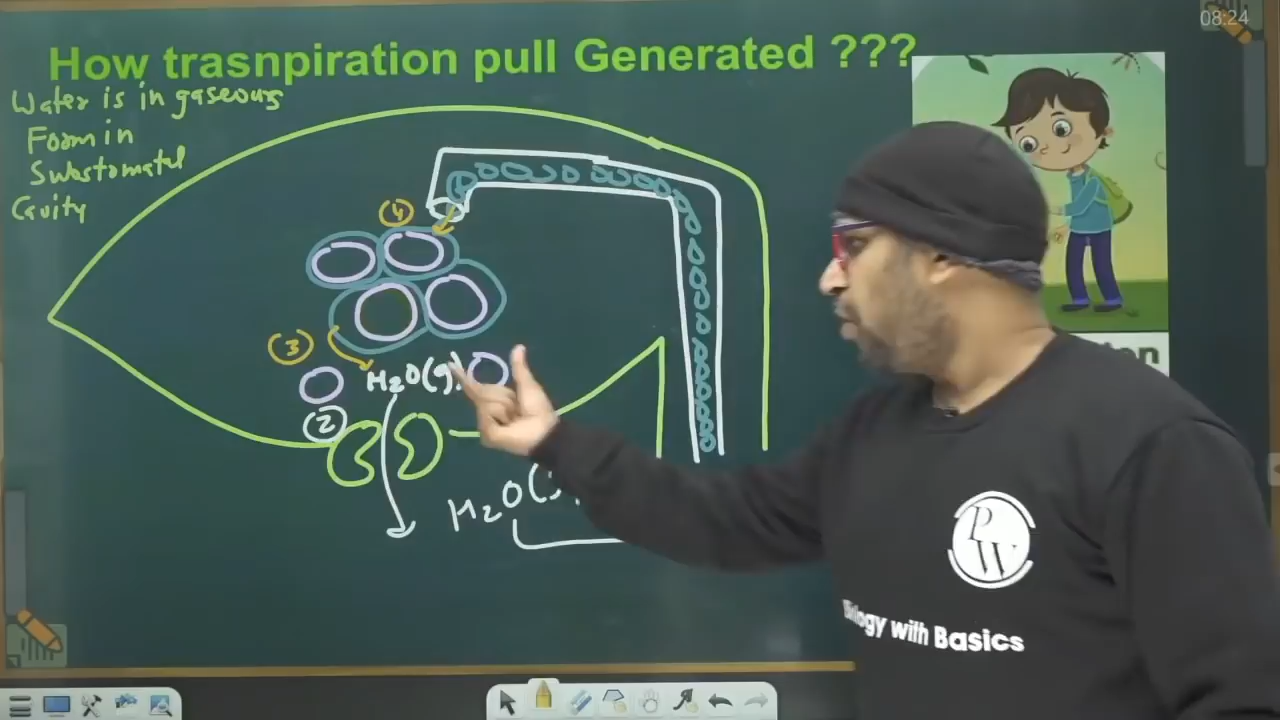 08:24
How trasnpiration pull Generated ???
Water is in gaseous
Form in
Substomatal
Cavity
(4)
(3)
H2O(g)
(2)
H2O(
PW
Biology with Basics